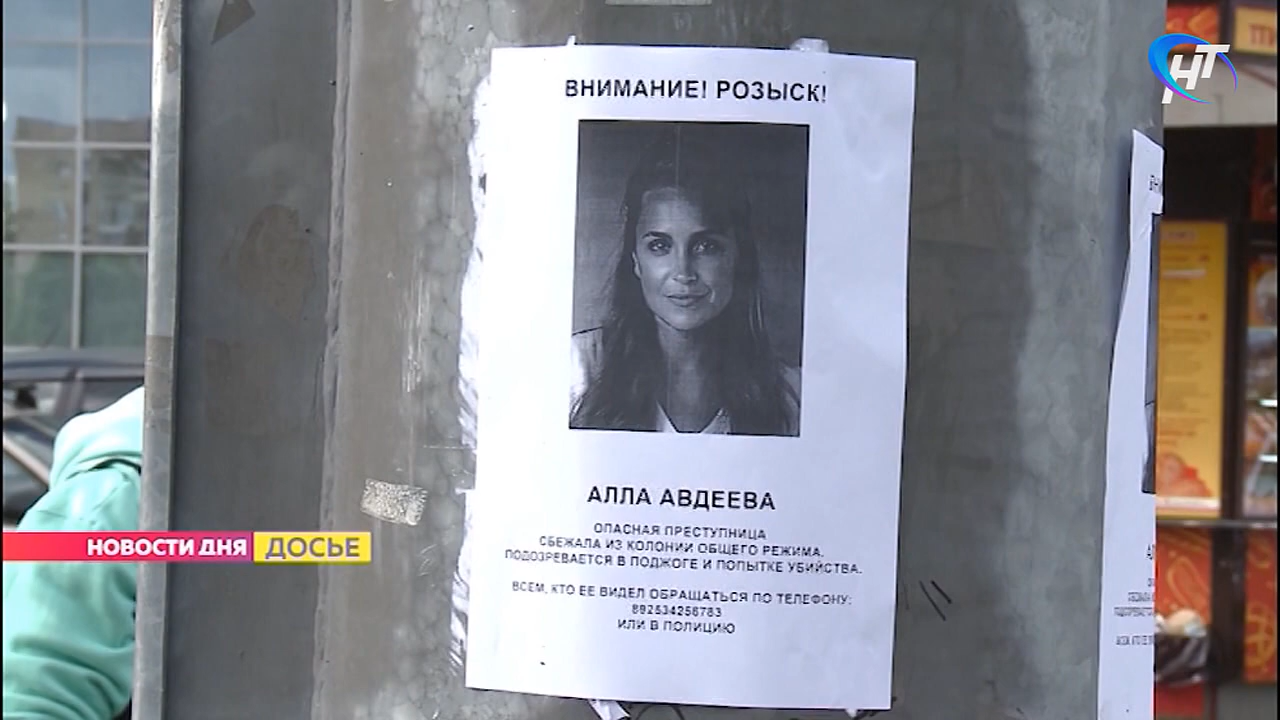 НТ
ВНИМАНИЕ! РОЗЫСК!
АЛЛА АВДЕЕВА
ОПАСНАЯ ПРЕСТУПНИЦА
СБЕЖАЛА ИЗ КОЛОНИИ ОБЩЕГО РЕЖИМА.
ПОДОЗРЕВАЕТСЯ В ПОДЖОГЕ И ПОПЫТКЕ УБИЙСТВА.
ВСЕМ, КТО ЕЕ ВИДЕЛ ОБРАЩАТЬСЯ ПО ТЕЛЕФОНУ:
892534256783
ИЛИ В ПОЛИЦИЮ
НОВОСТИ ДНЯ ДОСЬЕ